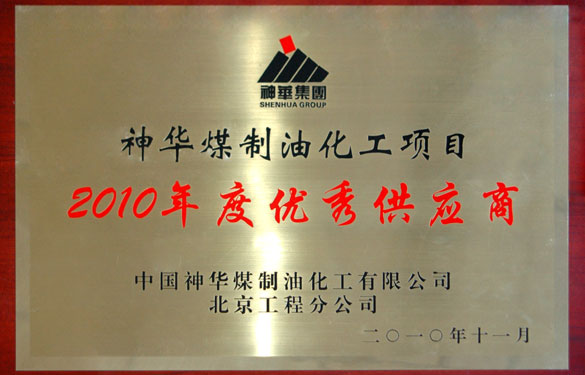 神華集團
SHENHUA GROUP
神华煤制油化工项目
2010年度优秀供应商
中国神华煤制油化工有限公司
北京工程分公司
二〇一〇年十一月